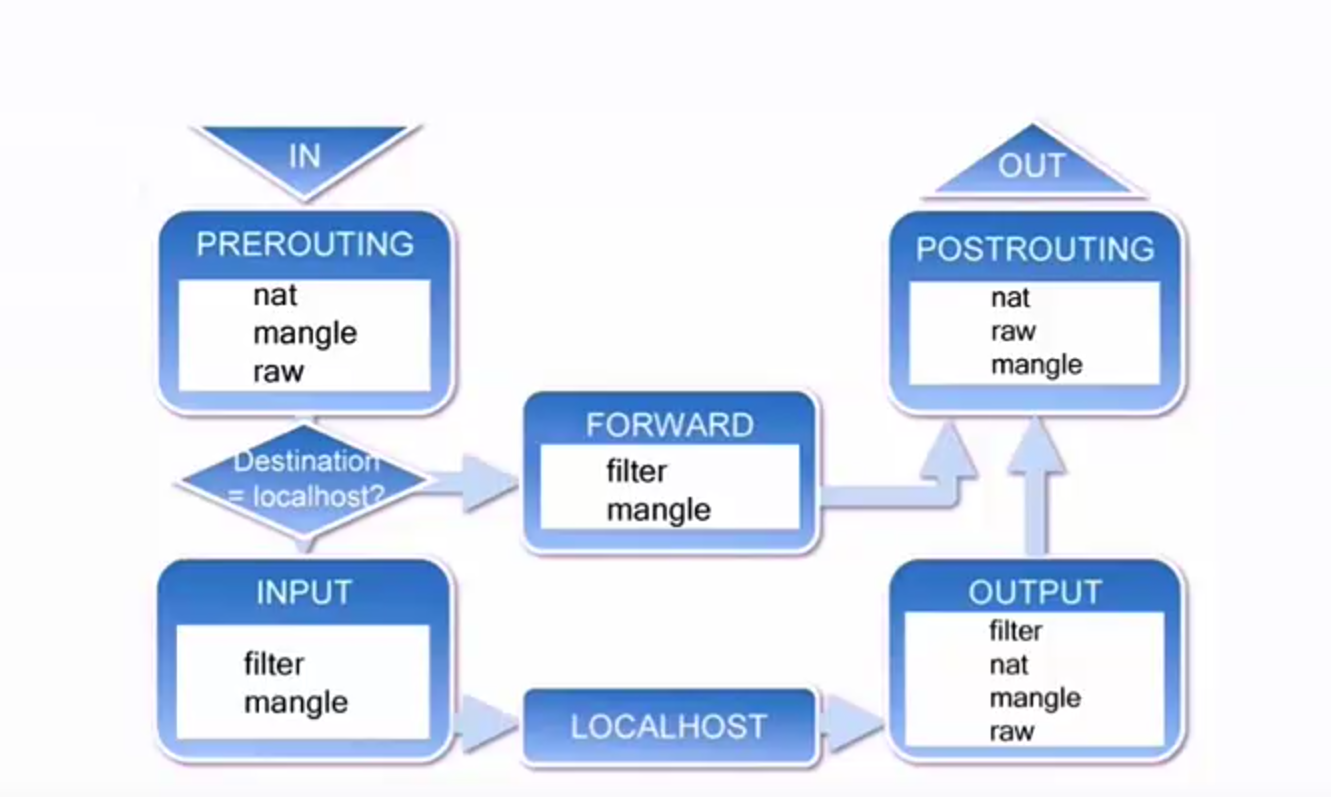 IN
PREROUTING
nat
mangle
raw
Destination
= localhost?
INPUT
filter
mangle
FORWARD
filter
mangle
LOCALHOST
OUT
POSTROUTING
nat
raw
mangle
OUTPUT
filter
nat
mangle
raw